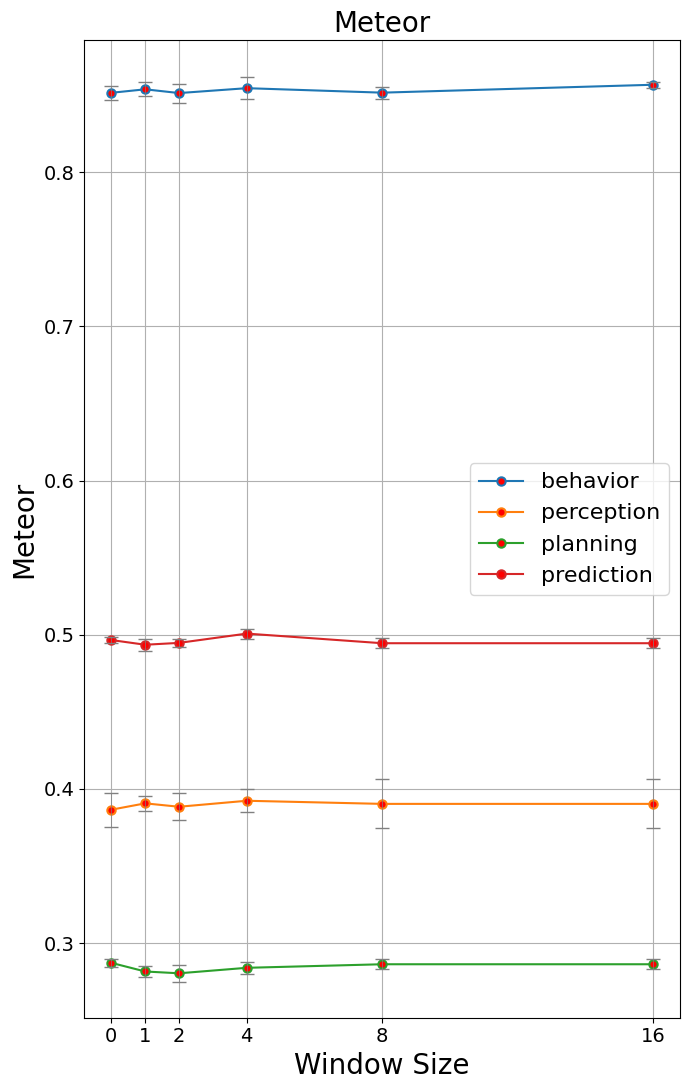 Meteor
0.8
0.7
0.6
0.5
0.4
0.3
Meteor
behavior
perception
planning
prediction
0 1 2 4 8 16
Window Size